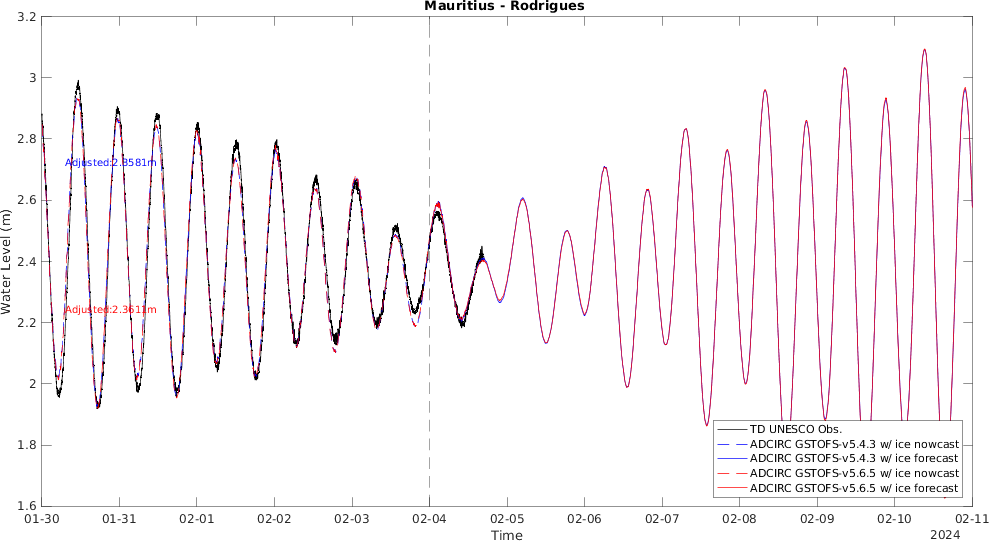 Mauritius - Rodrigues
3.2
3
2.8
2.6
2.4
2.2
2
1.8
1.6
Water Level (m)
Adjusted:2.3581m
Adjusted:2.3611m
TD UNESCO Obs.
ADCIRC GSTOFS-v5.4.3 w/ ice nowcast
ADCIRC GSTOFS-v5.4.3 w/ ice forecast
ADCIRC GSTOFS-v5.6.5 w/ ice nowcast
ADCIRC GSTOFS-v5.6.5 w/ ice forecast
01-30 01-31 02-01 02-02 02-03 02-04 02-05 02-06 02-07 02-08 02-09 02-10 02-11
Time
2024